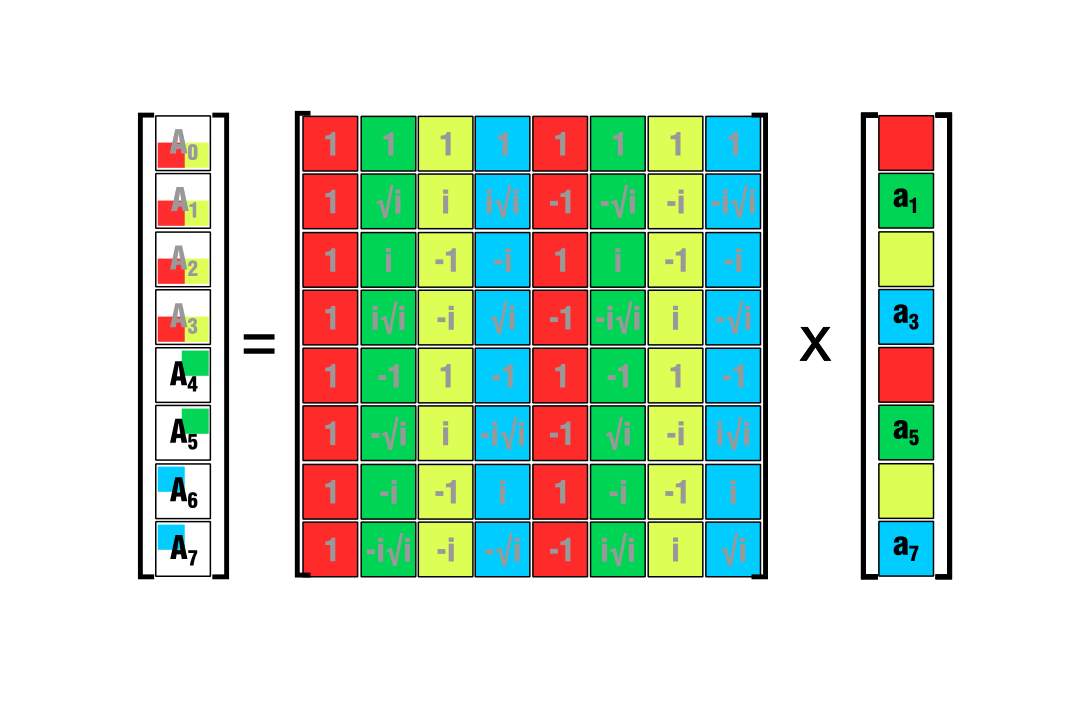 A₀ 1 1 1 1 1 1 1 1
A₁ 1 √i i i√i -1 -√i -i -i√i a₁
A₂ 1 i -1 -i 1 i -1 -i
A₃ 1 i√i -i √i -1 -i√i i -√i a₃
= x
A₄ 1 -1 1 -1 1 -1 1 -1
A₅ 1 -√i i -i√i -1 √i -i i√i a₅
A₆ 1 -i -1 i 1 -i -1 i
A₇ 1 -i√i -i -√i -1 i√i i √i a₇